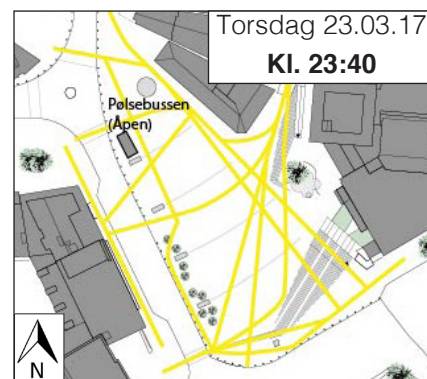 Torsdag 23.03.17
Kl. 23:40
Pølsebussen
(Åpen)
N